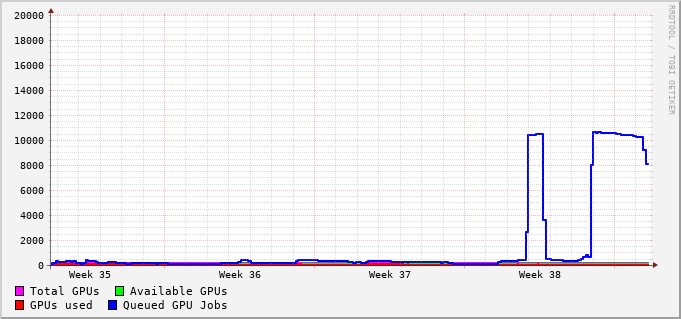 20000
18000
16000
14000
12000
10000
8000
6000
4000
2000
0
Week 35 Week 36 Week 37 Week 38
Total GPUs Available GPUs
GPUs used Queued GPU Jobs
RRDTOOL / TOBI OETIKER